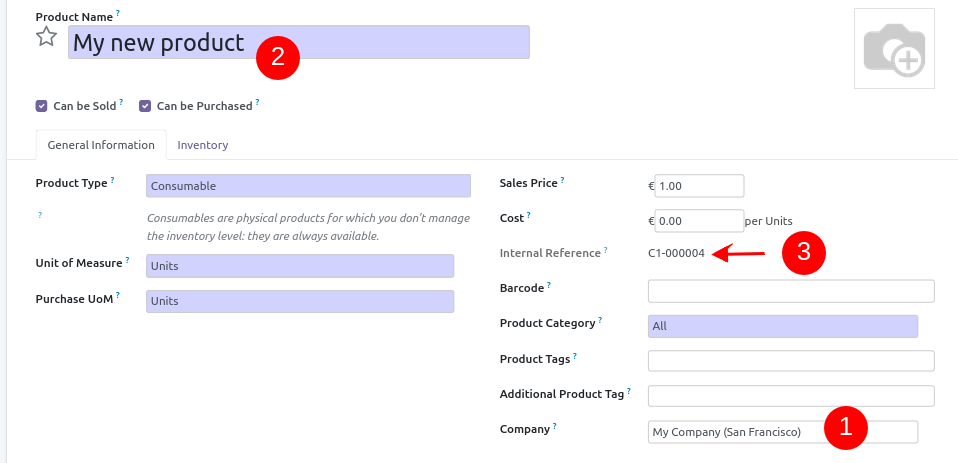 Product Name ?
My new product
2
Can be Sold ? Can be Purchased ?
General Information Inventory
Product Type ? Consumable
? Consumables are physical products for which you don't manage
the inventory level: they are always available.
Unit of Measure ? Units
Purchase UoM ? Units
Sales Price ? € 1.00
Cost ? € 0.00 per Units
Internal Reference ? C1-000004 3
Barcode ?
Product Category ? All
Product Tags ?
Additional Product Tag ?
Company ? My Company (San Francisco) 1